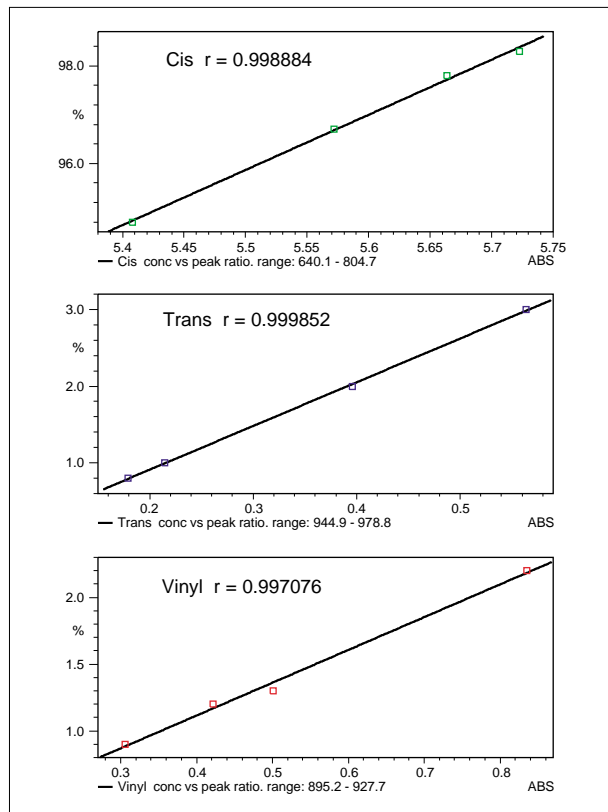 Cis r = 0.998884
98.0
%
96.0
5.4 5.45 5.5 5.55 5.6 5.65 5.7 5.75
Cis conc vs peak ratio. range: 640.1 - 804.7 ABS
Trans r = 0.999852
3.0
%
2.0
1.0
0.2 0.3 0.4 0.5
Trans conc vs peak ratio. range: 944.9 - 978.8 ABS
Vinyl r = 0.997076
2.0
%
1.5
1.0
0.3 0.4 0.5 0.6 0.7 0.8
Vinyl conc vs peak ratio. range: 895.2 - 927.7 ABS